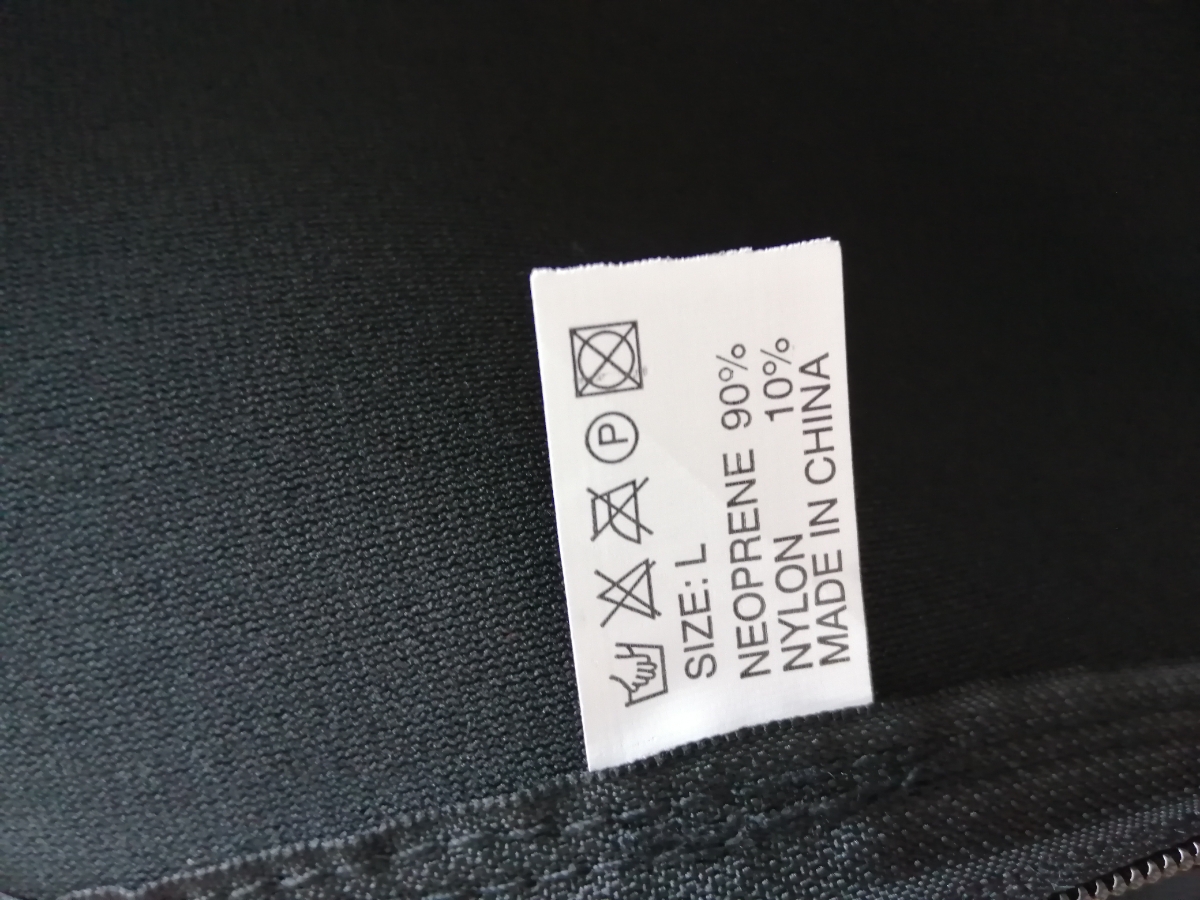 P
SIZE: L
NEOPRENE 90%
NYLON 10%
MADE IN CHINA